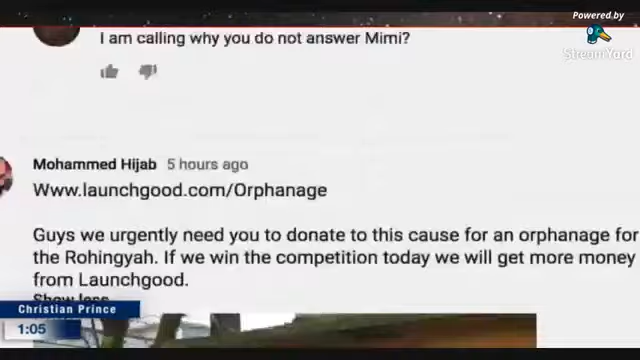 Powered by
StreamYard
I am calling why you do not answer Mimi?
Mohammed Hijab 5 hours ago
Www.launchgood.com/Orphanage
Guys we urgently need you to donate to this cause for an orphanage for
the Rohingyah. If we win the competition today we will get more money
from Launchgood.
Show less
Christian Prince
1:05